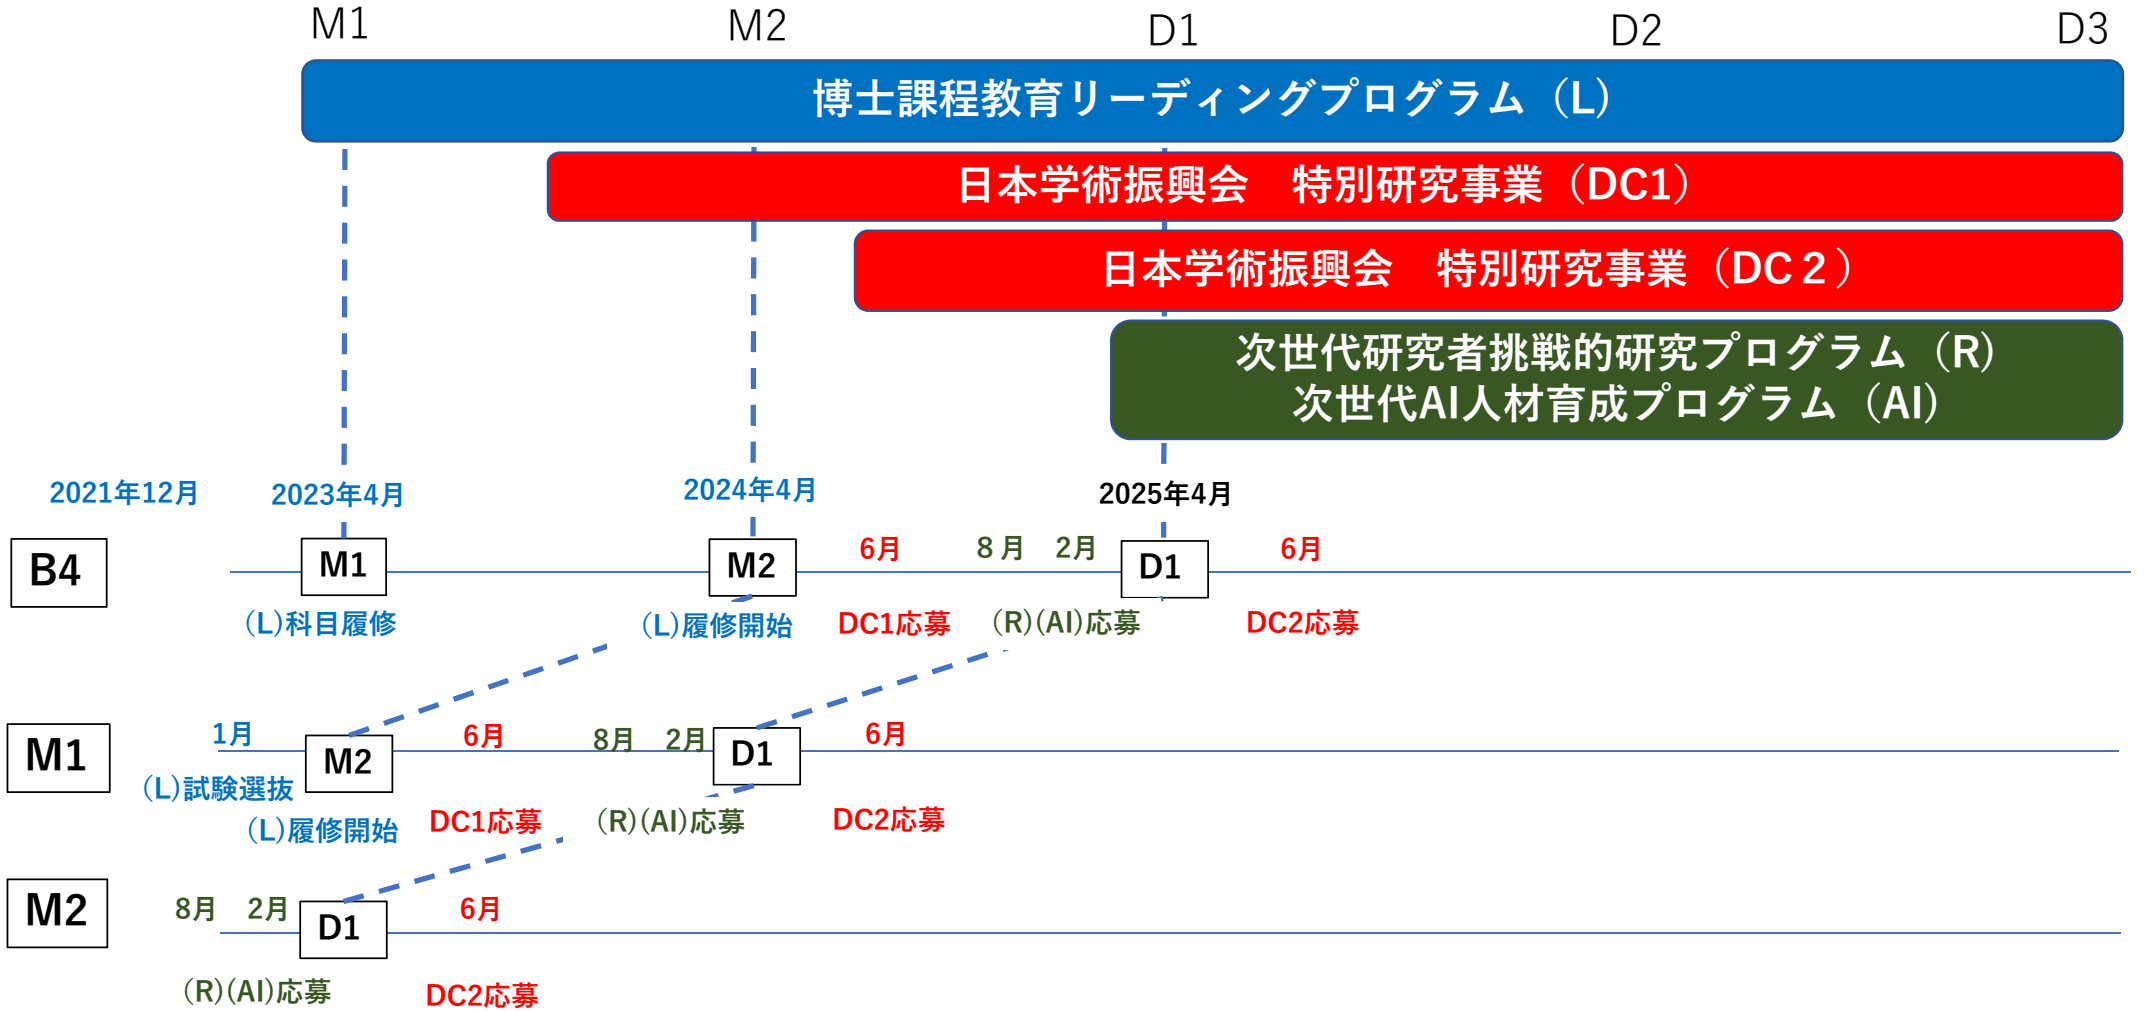 M1
M2
D1
D2
D3
博士課程教育リーディングプログラム（L）
日本学術振興会　特別研究事業（DC1）
日本学術振興会　特別研究事業（DC２）
次世代研究者挑戦的研究プログラム（R）
次世代AI人材育成プログラム（AI）
2021年12月
2023年4月
2024年4月
2025年4月
B4
M1
M2
6月
８月
2月
D1
6月
（L）科目履修
（L）履修開始
DC1応募
（R）（AI）応募
DC2応募
M1
1月
M2
6月
8月
2月
D1
6月
（L）試験選抜
（L）履修開始
DC1応募
（R）（AI）応募
DC2応募
M2
8月
2月
D1
6月
（R）（AI）応募
DC2応募